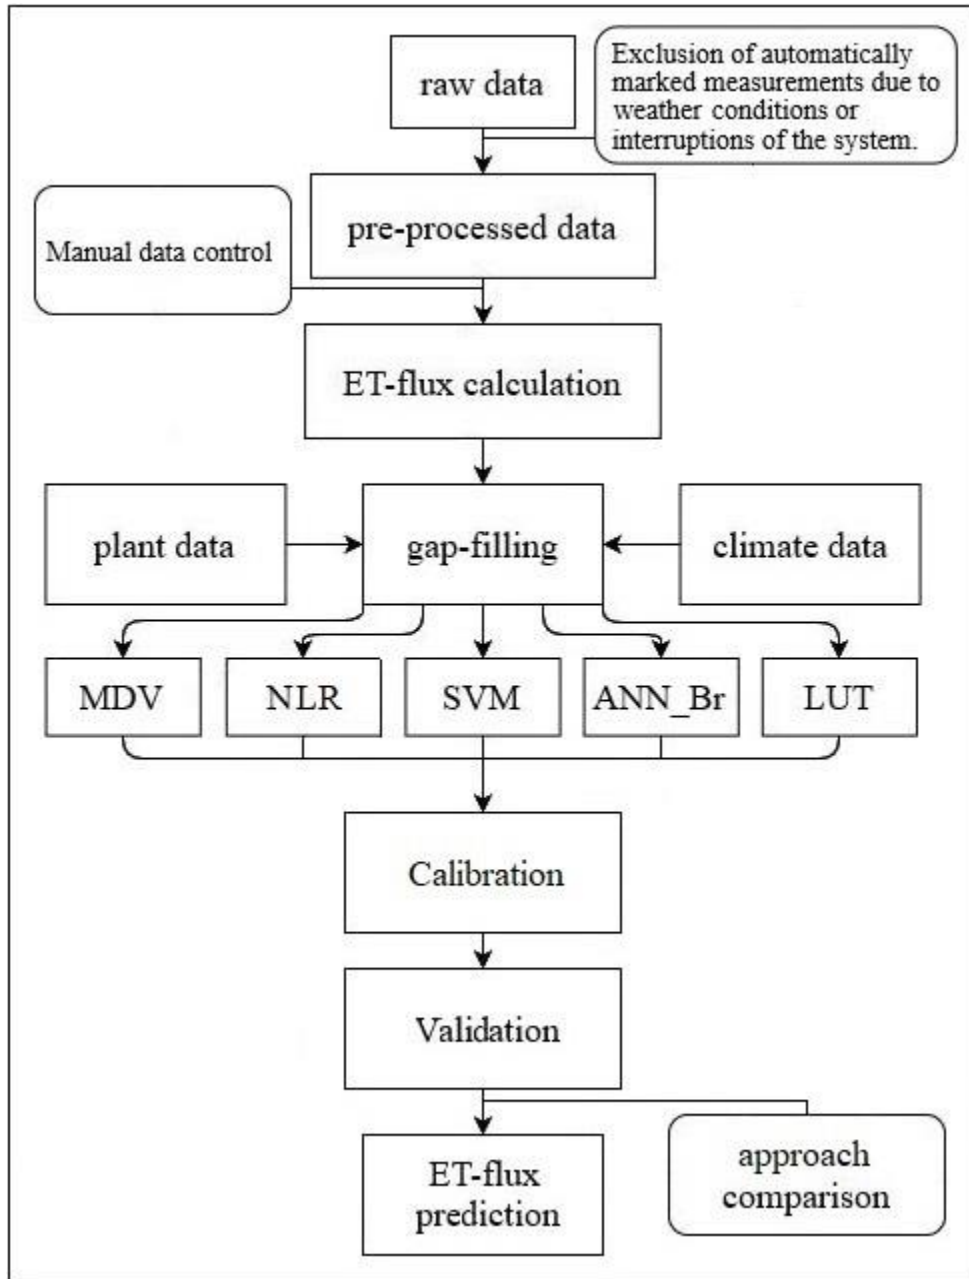 raw data
Exclusion of automatically
marked measurements due to
weather conditions or
interruptions of the system.
pre-processed data
Manual data control
ET-flux calculation
plant data
gap-filling
climate data
MDV
NLR
SVM
ANN_Br
LUT
Calibration
Validation
ET-flux
prediction
approach
comparison